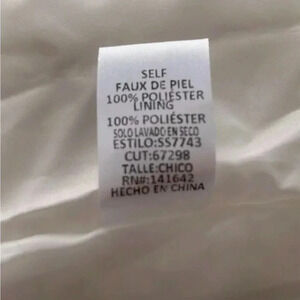 SELF
FAUX DE PIEL
100% POLIÉSTER
LINING
100% POLIÉSTER
SOLO LAVADO EN SECO
ESTILO:SS7743
CUT:67298
TALLE:CHICO
RN#:141642
HECHO EN CHINA